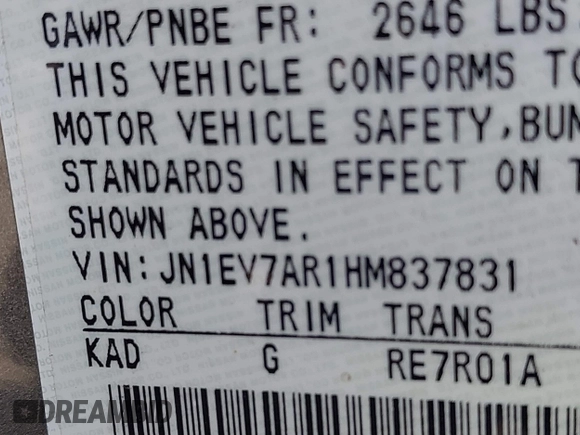 GAWR/PNBE FR: 2646 LBS
THIS VEHICLE CONFORMS TO
MOTOR VEHICLE SAFETY, BUM
STANDARDS IN EFFECT ON T
SHOWN ABOVE.
VIN: JN1EV7AR1HM837831
COLOR TRIM TRANS
KAD G RE7R01A
DREAMBID